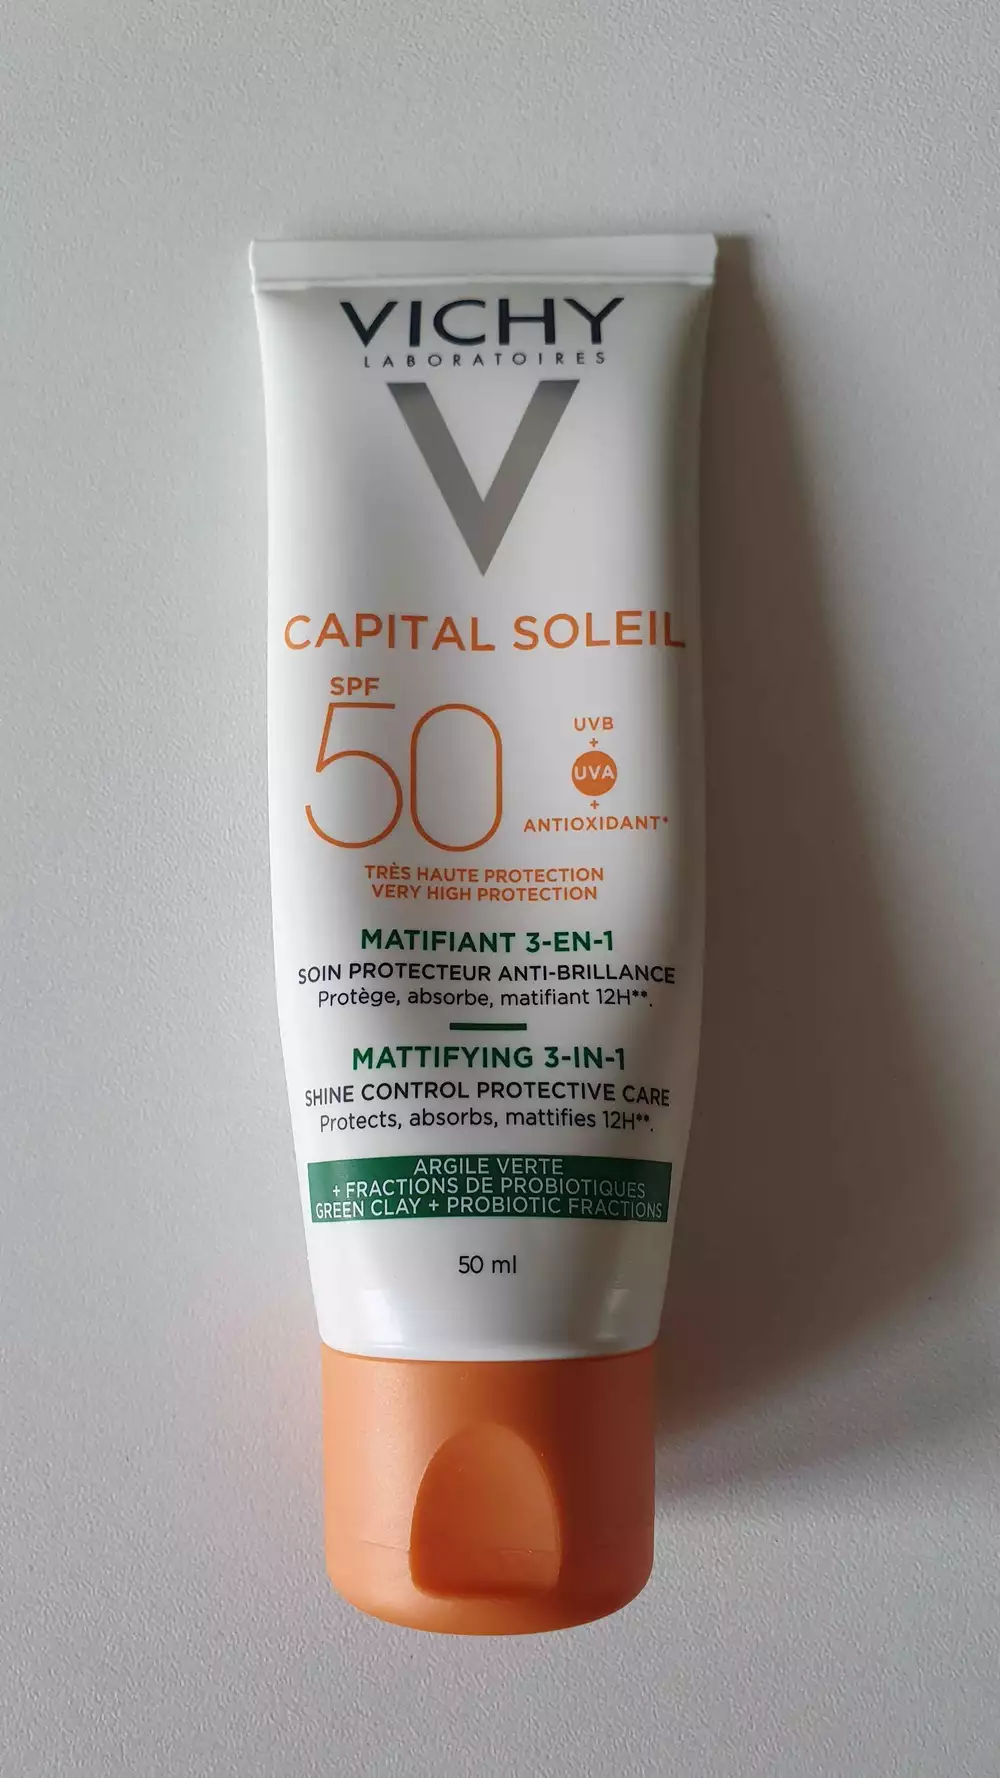 VICHY
LABORATOIRES
V
CAPITAL SOLEIL
SPF
50
UVB
+
UVA
+
ANTIOXIDANT*
TRÈS HAUTE PROTECTION
VERY HIGH PROTECTION
MATIFIANT 3-EN-1
SOIN PROTECTEUR ANTI-BRILLANCE
Protège, absorbe, matifiant 12H**.
MATTIFYING 3-IN-1
SHINE CONTROL PROTECTIVE CARE
Protects, absorbs, mattifies 12H**.
ARGILE VERTE
+ FRACTIONS DE PROBIOTIQUES
GREEN CLAY + PROBIOTIC FRACTIONS
50 ml